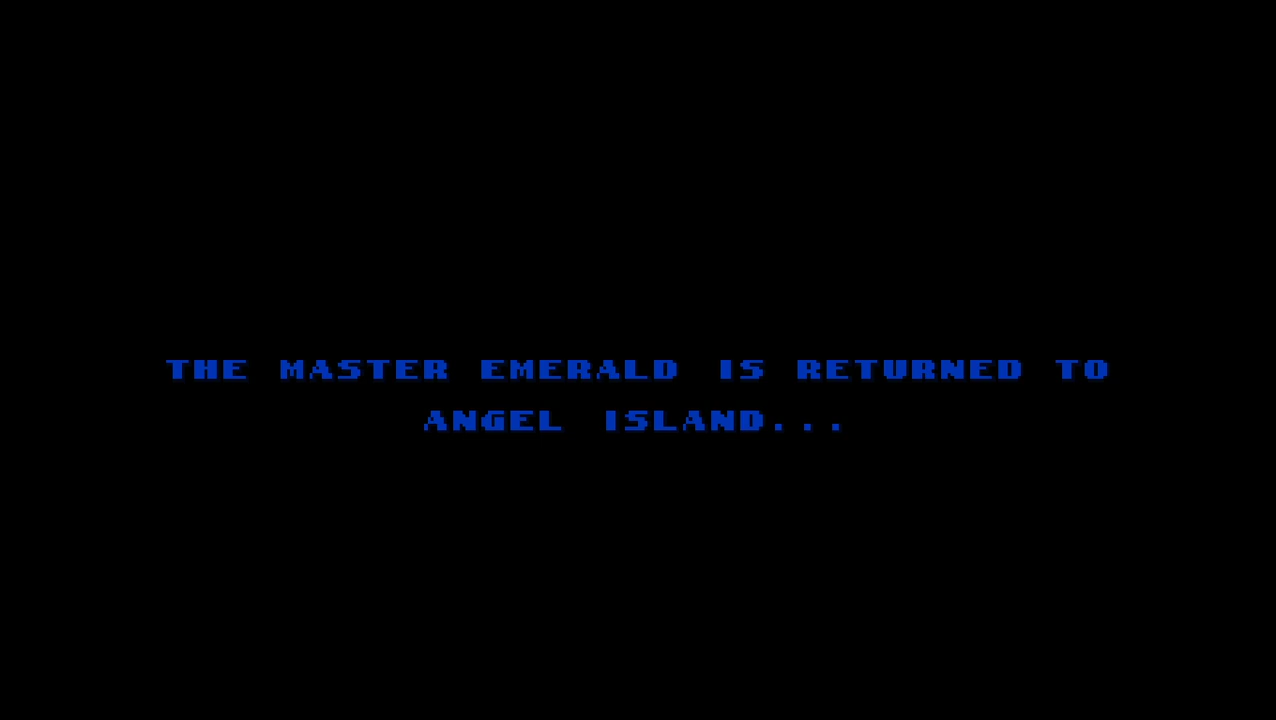 THE MASTER EMERALD IS RETURNED TO
ANGEL ISLAND...